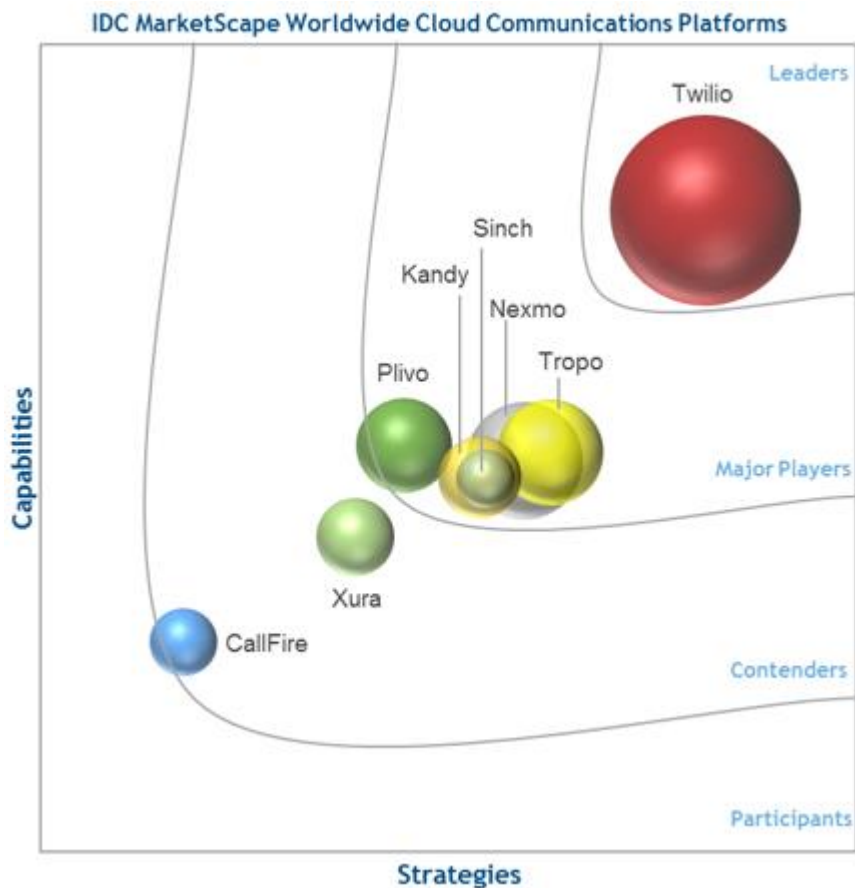 IDC MarketScape Worldwide Cloud Communications Platforms
Leaders
Twilio
Sinch
Kandy
Nexmo
Tropo
Plivo
Major Players
Capabilities
Xura
CallFire
Contenders
Participants
Strategies